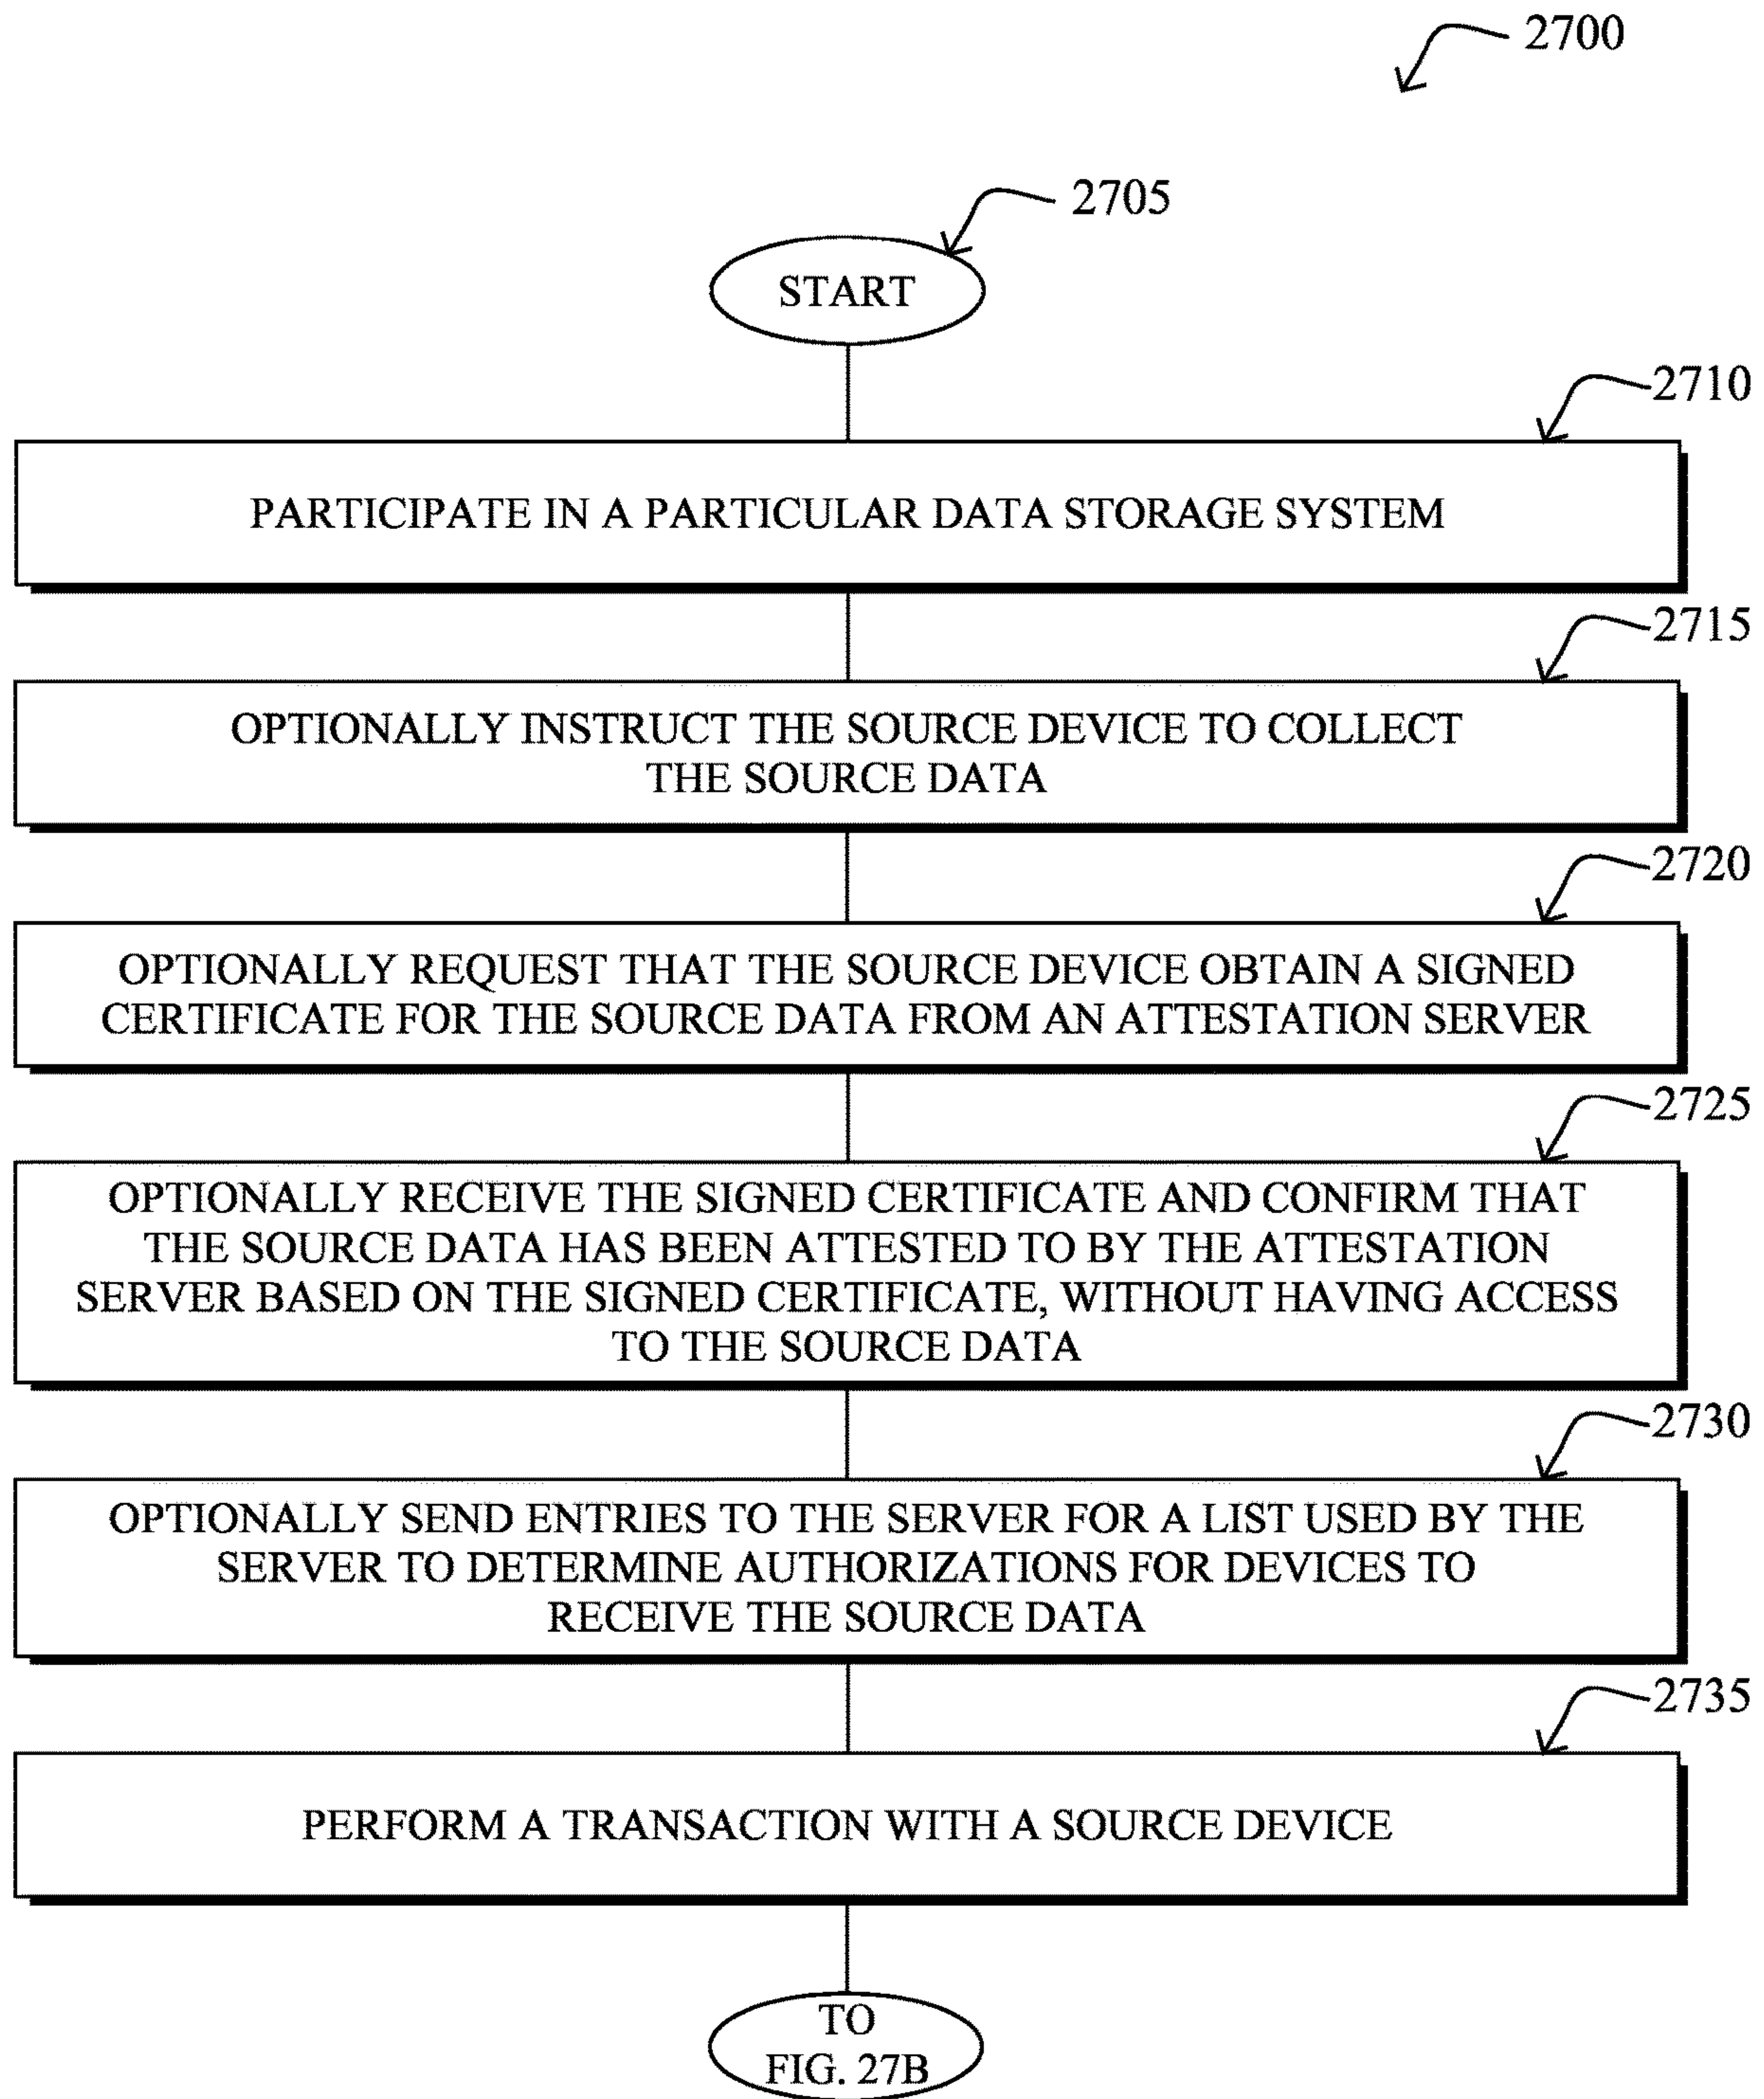 2700
2705
START
2710
PARTICIPATE IN A PARTICULAR DATA STORAGE SYSTEM
2715
OPTIONALLY INSTRUCT THE SOURCE DEVICE TO COLLECT
THE SOURCE DATA
2720
OPTIONALLY REQUEST THAT THE SOURCE DEVICE OBTAIN A SIGNED
CERTIFICATE FOR THE SOURCE DATA FROM AN ATTESTATION SERVER
2725
OPTIONALLY RECEIVE THE SIGNED CERTIFICATE AND CONFIRM THAT
THE SOURCE DATA HAS BEEN ATTESTED TO BY THE ATTESTATION
SERVER BASED ON THE SIGNED CERTIFICATE, WITHOUT HAVING ACCESS
TO THE SOURCE DATA
2730
OPTIONALLY SEND ENTRIES TO THE SERVER FOR A LIST USED BY THE
SERVER TO DETERMINE AUTHORIZATIONS FOR DEVICES TO
RECEIVE THE SOURCE DATA
2735
PERFORM A TRANSACTION WITH A SOURCE DEVICE
TO
FIG. 27B